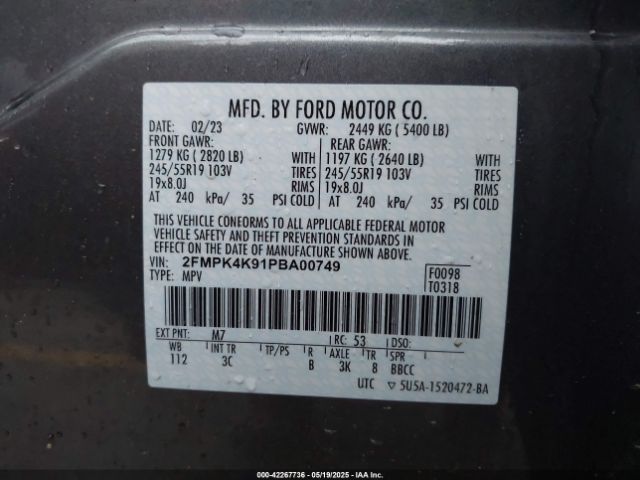 MFD. BY FORD MOTOR CO.
DATE: 02/23 GVWR: 2449 KG ( 5400 LB)
FRONT GAWR: REAR GAWR:
1279 KG ( 2820 LB) WITH 1197 KG ( 2640 LB) WITH
245/55R19 103V TIRES 245/55R19 103V TIRES
19x8.0J RIMS 19x8.0J RIMS
AT 240 kPa/ 35 PSI COLD AT 240 kPa/ 35 PSI COLD
THIS VEHICLE CONFORMS TO ALL APPLICABLE FEDERAL MOTOR
VEHICLE SAFETY AND THEFT PREVENTION STANDARDS IN
EFFECT ON THE DATE OF MANUFACTURE SHOWN ABOVE.
VIN: 2FMPK4K91PBA00749 F0098
TYPE: MPV T0318
EXT PNT: M7 RC: 53 DSO:
WB INT TR TP/PS R AXLE TR SPR
112 3C B 3K 8 BBCC
UTC ▽ 5U5A-1520472-BA
000-42267736 - 05/19/2025 - IAA Inc.